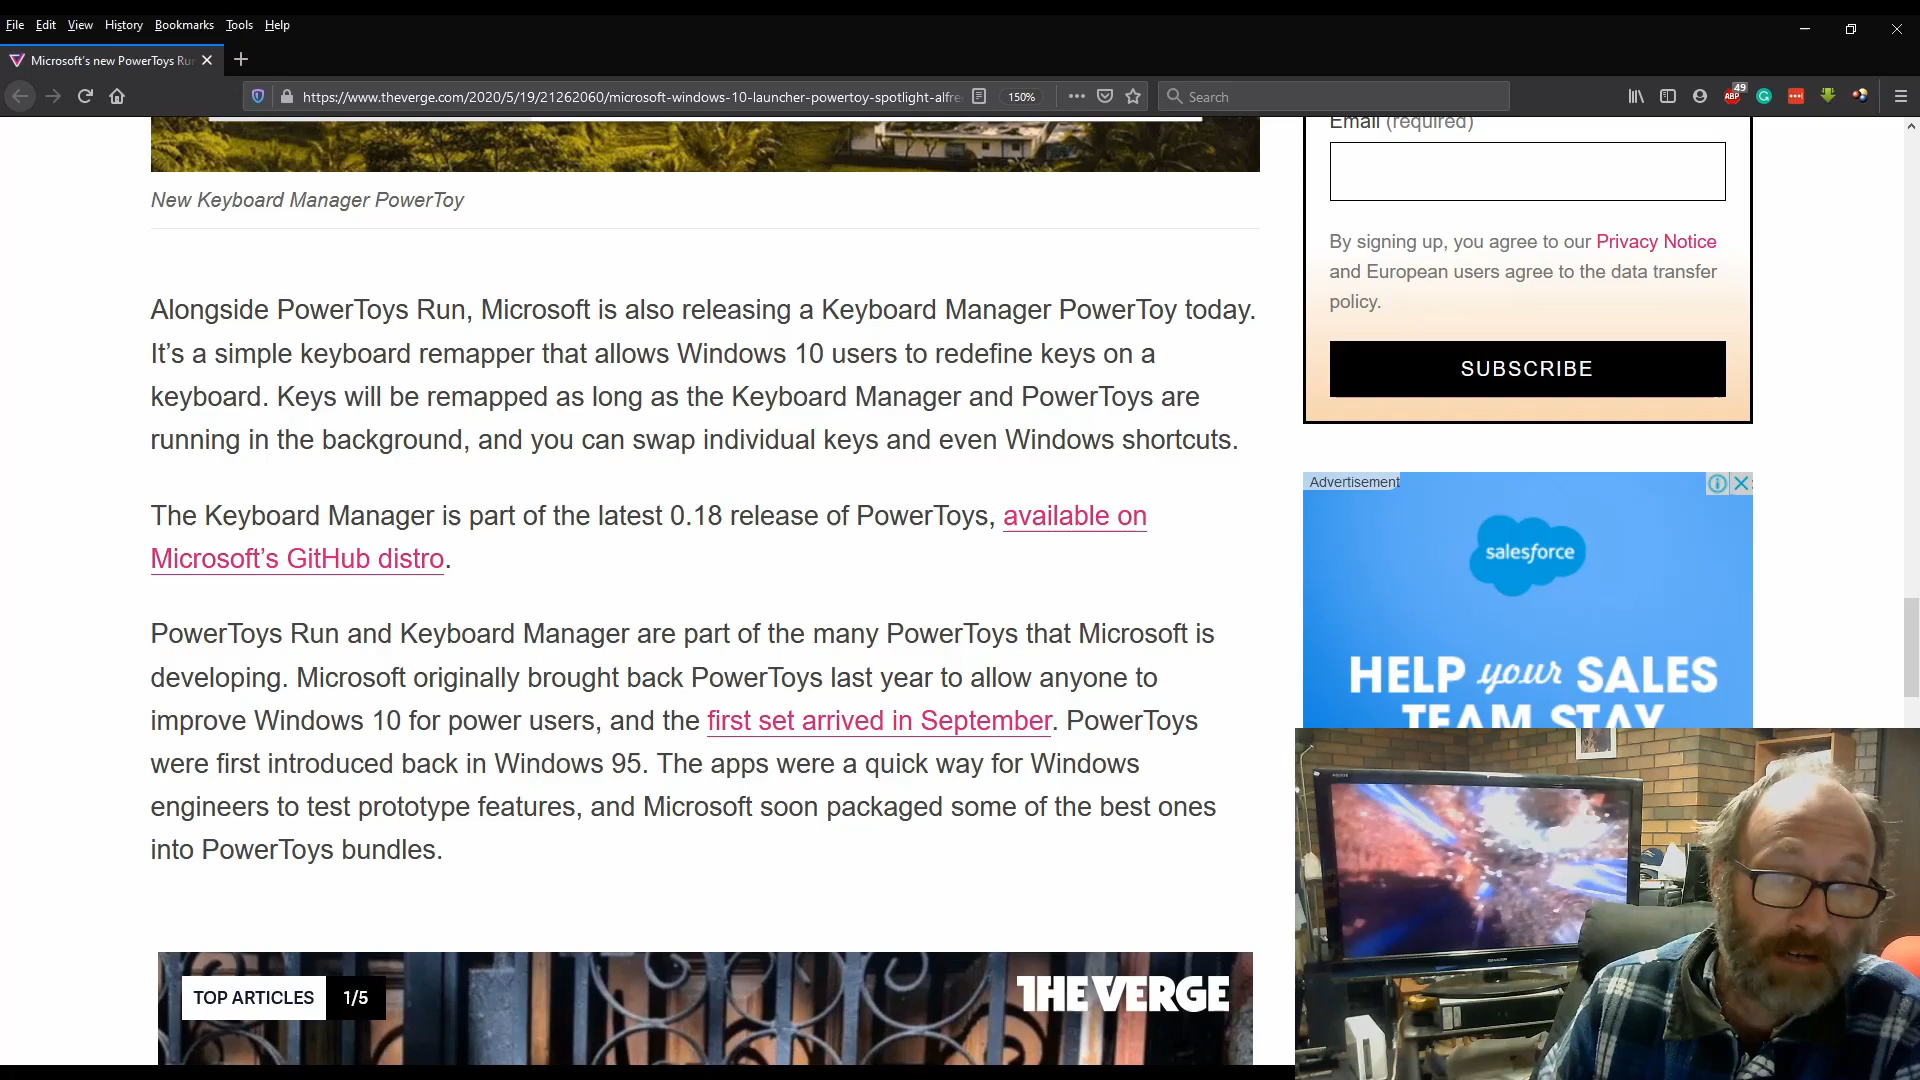 File Edit View History Bookmarks Tools Help
Microsoft's new PowerToys Ru
https://www.theverge.com/2020/5/19/21262060/microsoft-windows-10-launcher-powertoy-spotlight-alfre
150%
Search
49
ABP
New Keyboard Manager PowerToy
Alongside PowerToys Run, Microsoft is also releasing a Keyboard Manager PowerToy today.
It's a simple keyboard remapper that allows Windows 10 users to redefine keys on a
keyboard. Keys will be remapped as long as the Keyboard Manager and PowerToys are
running in the background, and you can swap individual keys and even Windows shortcuts.
The Keyboard Manager is part of the latest 0.18 release of PowerToys, available on
Microsoft's GitHub distro.
PowerToys Run and Keyboard Manager are part of the many PowerToys that Microsoft is
developing. Microsoft originally brought back PowerToys last year to allow anyone to
improve Windows 10 for power users, and the first set arrived in September. PowerToys
were first introduced back in Windows 95. The apps were a quick way for Windows
engineers to test prototype features, and Microsoft soon packaged some of the best ones
into PowerToys bundles.
TOP ARTICLES 1/5
THE VERGE
Email (required)
By signing up, you agree to our Privacy Notice
and European users agree to the data transfer
policy.
SUBSCRIBE
Advertisement
salesforce
HELP your SALES
TEAM STAY